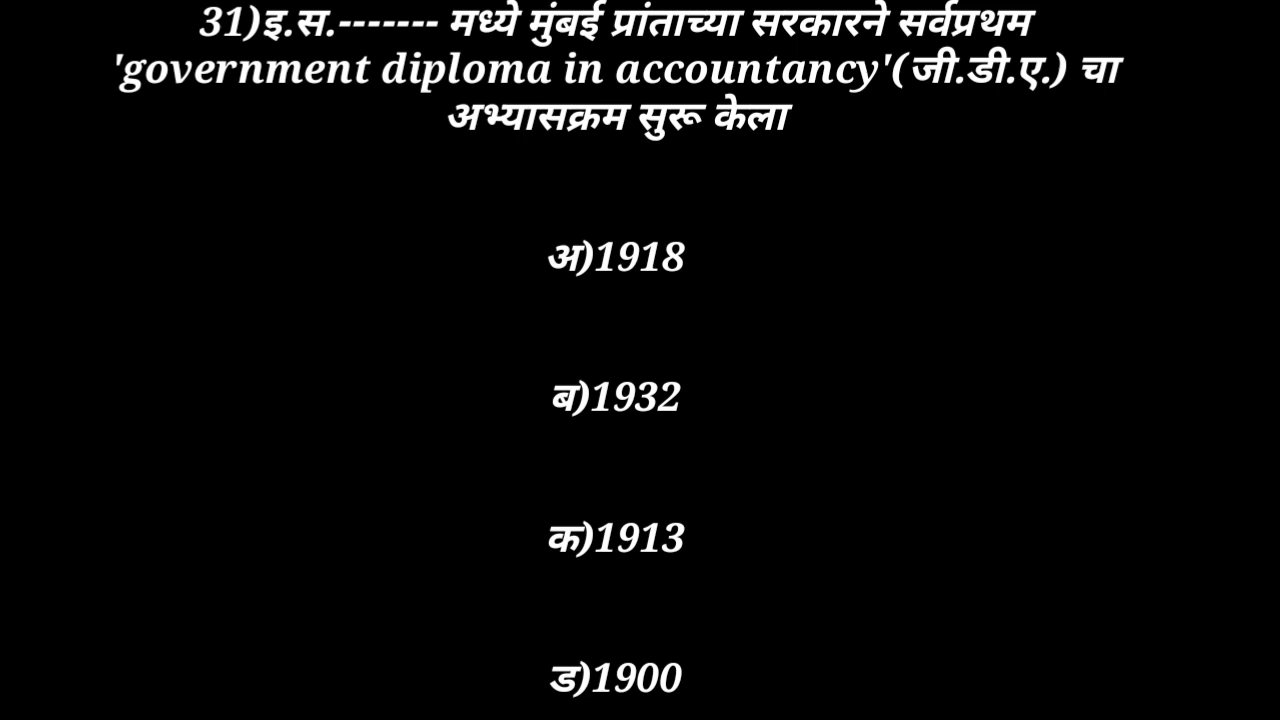 31)इ.स.------- मध्ये मुंबई प्रांताच्या सरकारने सर्वप्रथम
'government diploma in accountancy'(जी.डी.ए.) चा
अभ्यासक्रम सुरू केला
अ)1918
ब)1932
क)1913
ड)1900